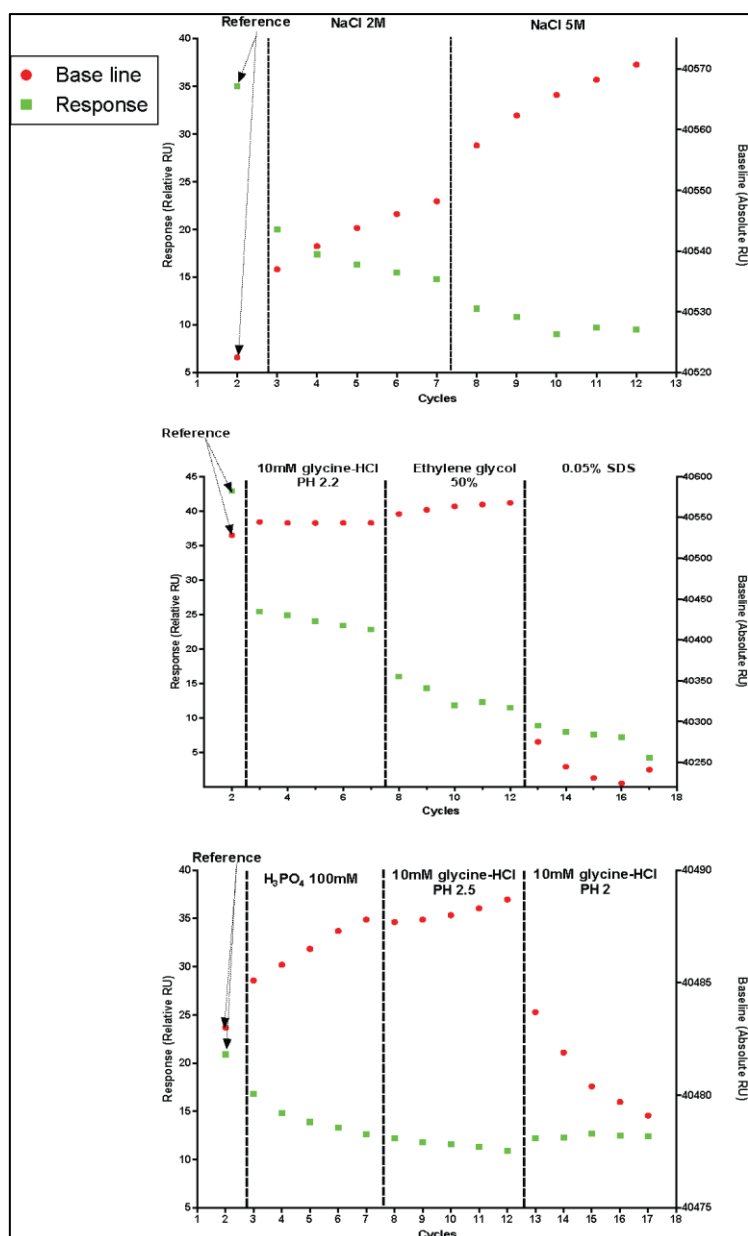 Reference
NaCl 2M
NaCl 5M
Base line
Response
40
35
30
25
20
15
10
5
Response (Relative RU)
40570
40560
40550
40540
40530
40520
Baseline (Absolute RU)
1 2 3 4 5 6 7 8 9 10 11 12 13
Cycles
Reference
10mM glycine-HCl
PH 2.2
Ethylene glycol
50%
0.05% SDS
45
40
35
30
25
20
15
10
5
Response (Relative RU)
40600
40550
40500
40450
40400
40350
40300
40250
Baseline (Absolute RU)
2 4 6 8 10 12 14 16 18
Cycles
Reference
H₃PO₄ 100mM
10mM glycine-HCl
PH 2.5
10mM glycine-HCl
PH 2
40
35
30
25
20
15
10
5
Response (Relative RU)
40490
40485
40480
40475
Baseline (Absolute RU)
1 2 3 4 5 6 7 8 9 10 11 12 13 14 15 16 17 18
Cycles